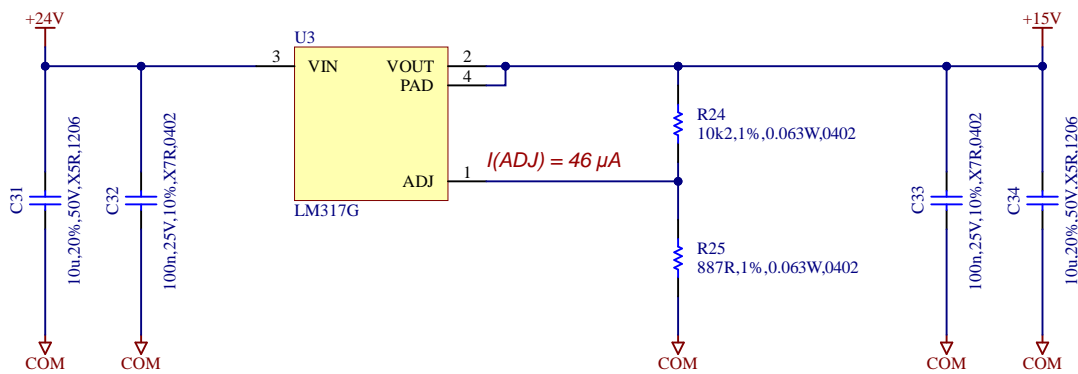 +24V
+15V
U3
3
VIN
VOUT
2
PAD
4
R24
10k2,1%,0.063W,0402
I(ADJ) = 46 µA
ADJ
1
LM317G
C31
10u,20%,50V,X5R,1206
C32
100n,25V,10%,X7R,0402
R25
887R,1%,0.063W,0402
C33
100n,25V,10%,X7R,0402
C34
10u,20%,50V,X5R,1206
COM
COM
COM
COM
COM